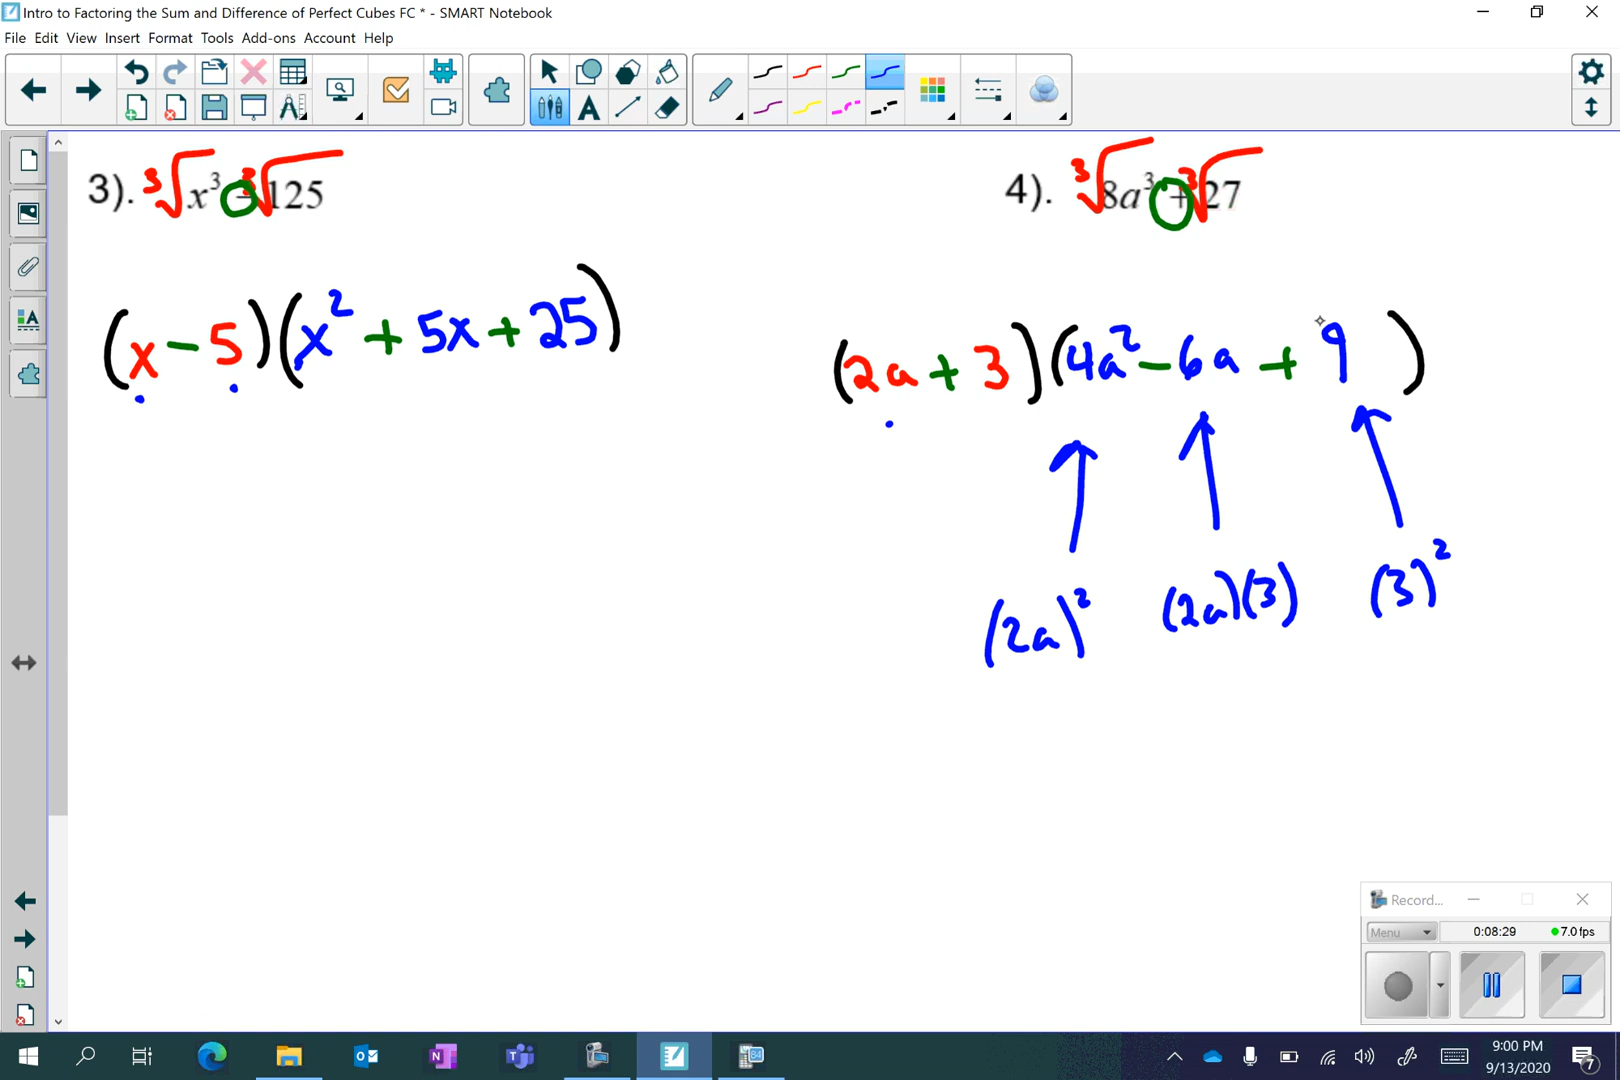 Intro to Factoring the Sum and Difference of Perfect Cubes FC * - SMART Notebook
File Edit View Insert Format Tools Add-ons Account Help
3). ∛x³ - ∛125
4). ∛8a³ + ∛27
(x - 5)(x² + 5x + 25)
(2a + 3)(4a² - 6a + 9)
(2a)² (2a)(3) (3)²
Record...
Menu 0:08:29 7.0 fps
9:00 PM
9/13/2020
7